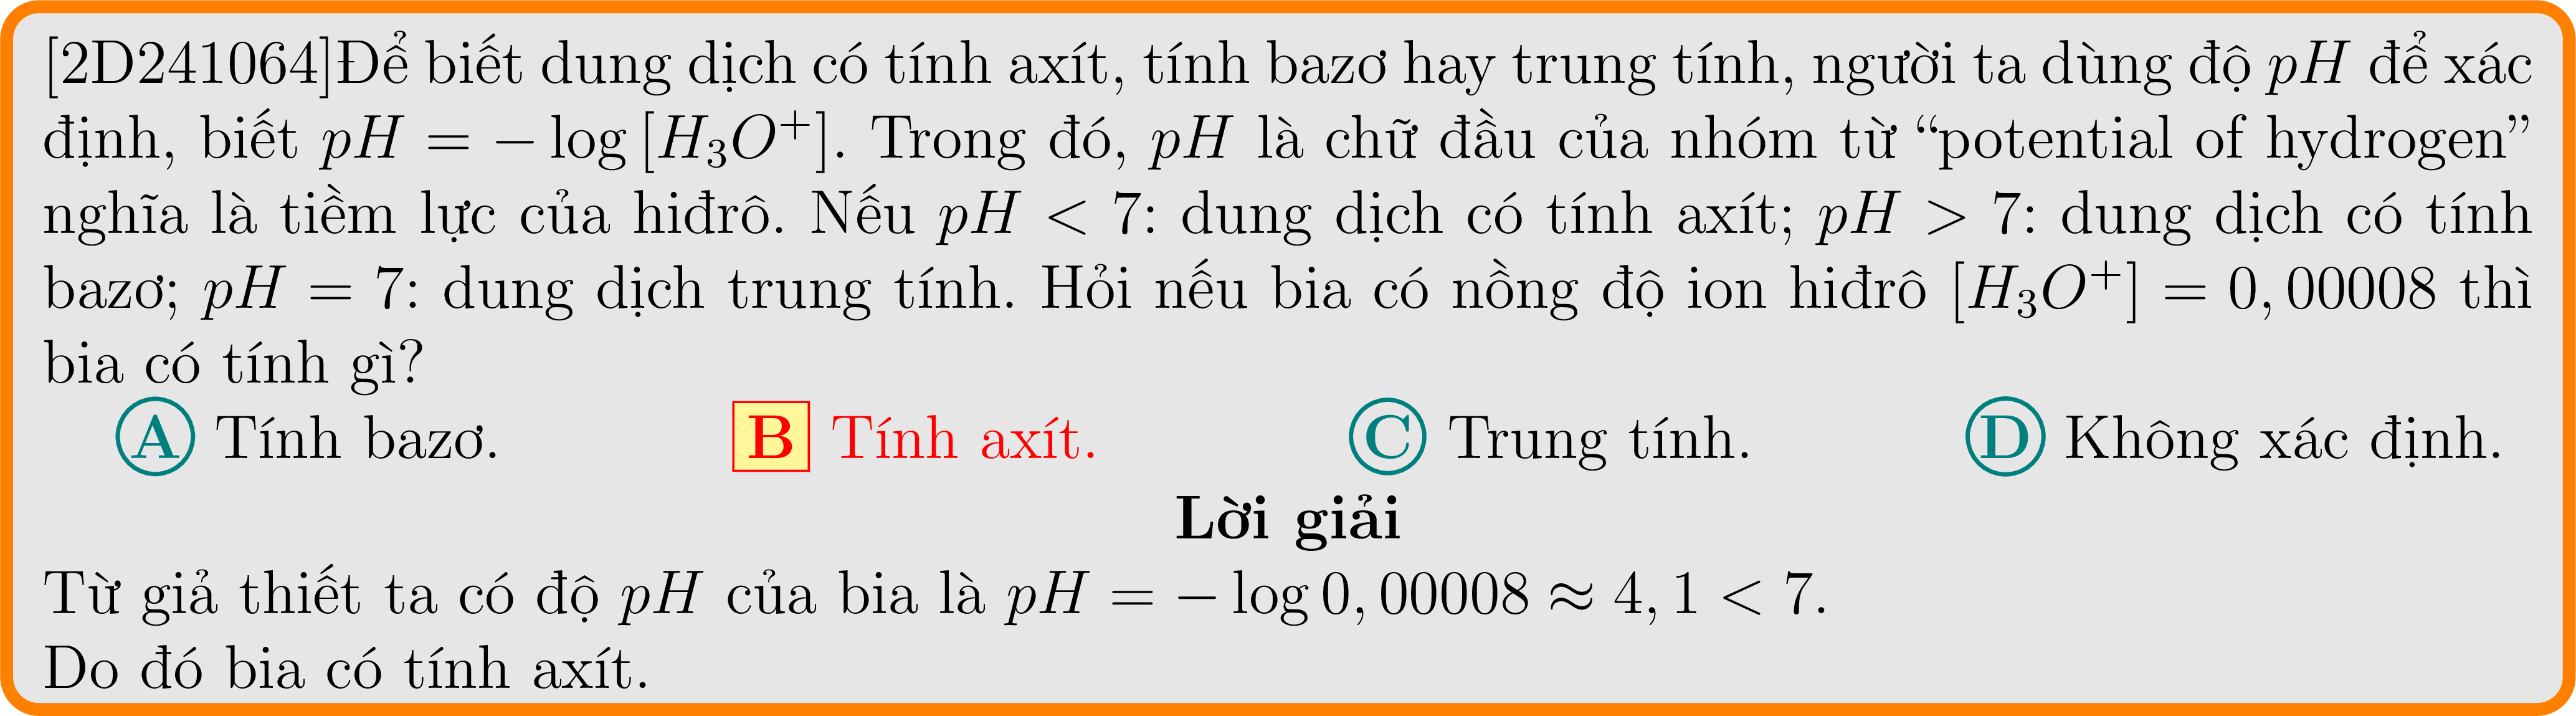 [2D241064]Để biết dung dịch có tính axít, tính bazơ hay trung tính, người ta dùng độ pH để xác
định, biết pH = − log [H₃O⁺]. Trong đó, pH là chữ đầu của nhóm từ “potential of hydrogen”
nghĩa là tiềm lực của hiđrô. Nếu pH < 7: dung dịch có tính axít; pH > 7: dung dịch có tính
bazơ; pH = 7: dung dịch trung tính. Hỏi nếu bia có nồng độ ion hiđrô [H₃O⁺] = 0, 00008 thì
bia có tính gì?
A Tính bazơ. B Tính axít. C Trung tính. D Không xác định.
Lời giải
Từ giả thiết ta có độ pH của bia là pH = − log 0, 00008 ≈ 4, 1 < 7.
Do đó bia có tính axít.